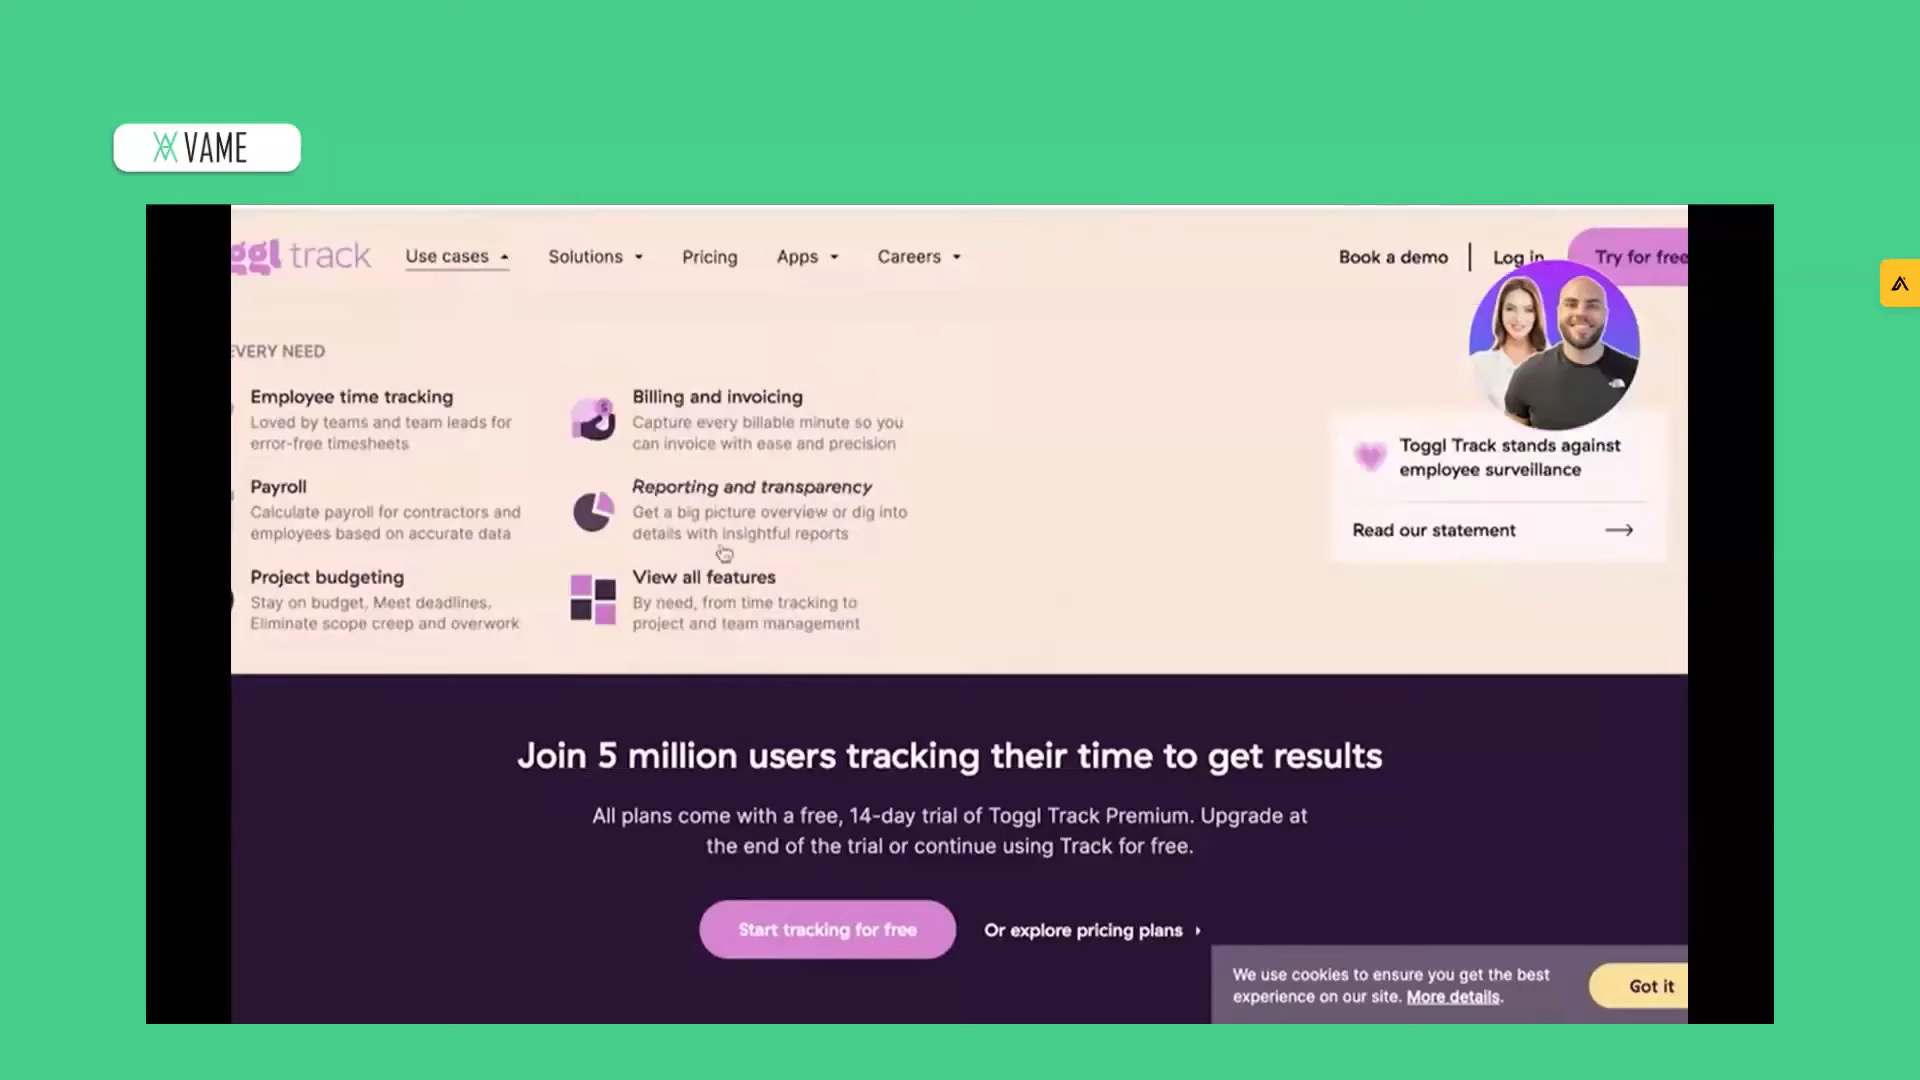 VAME
ggl track
Use cases
Solutions
Pricing
Apps
Careers
Book a demo
Log in
Try for free
EVERY NEED
Employee time tracking
Loved by teams and team leads for
error-free timesheets
Billing and invoicing
Capture every billable minute so you
can invoice with ease and precision
Payroll
Calculate payroll for contractors and
employees based on accurate data
Reporting and transparency
Get a big picture overview or dig into
details with insightful reports
Project budgeting
Stay on budget. Meet deadlines.
Eliminate scope creep and overwork
View all features
By need, from time tracking to
project and team management
Toggl Track stands against
employee surveillance
Read our statement
Join 5 million users tracking their time to get results
All plans come with a free, 14-day trial of Toggl Track Premium. Upgrade at
the end of the trial or continue using Track for free.
Start tracking for free
Or explore pricing plans
We use cookies to ensure you get the best
experience on our site. More details.
Got it